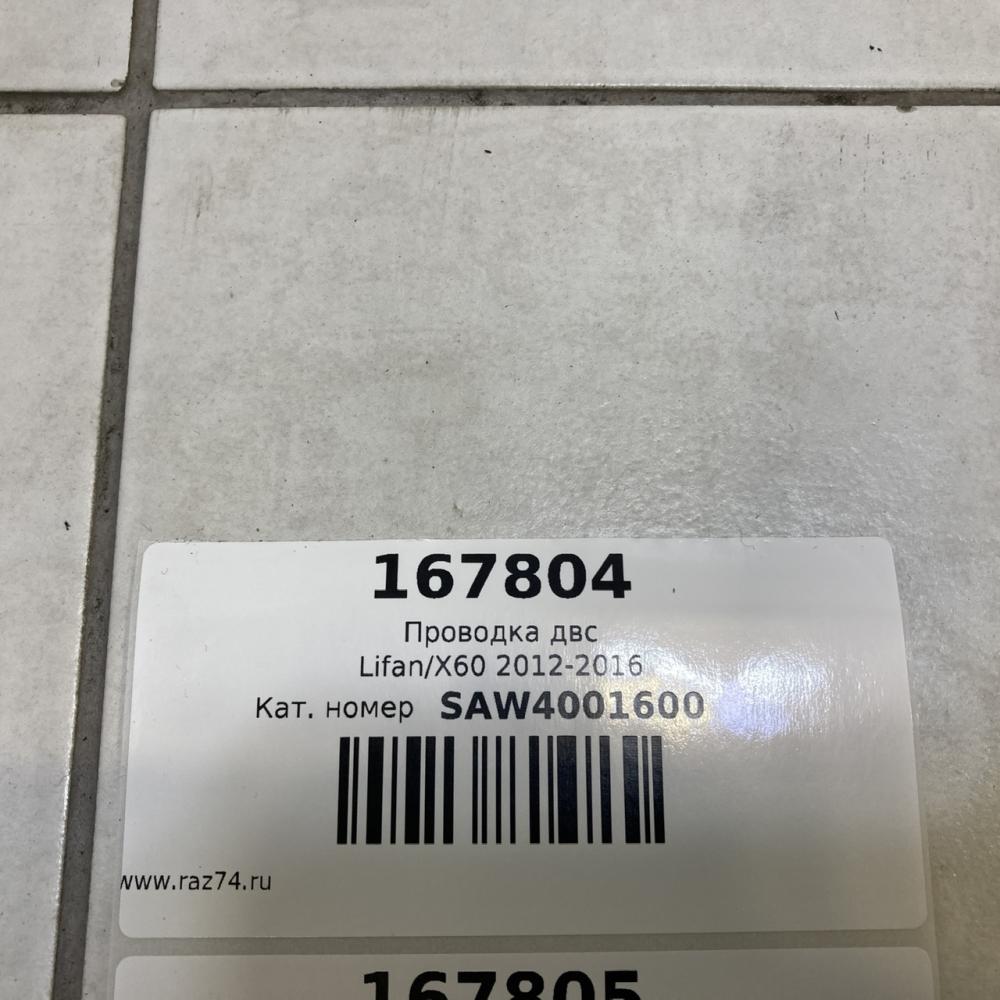 167804
Проводка двс
Lifan/X60 2012-2016
Кат. номер SAW4001600
www.raz74.ru
167805